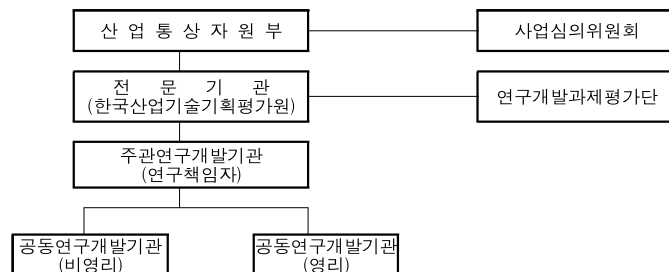 산 업 통 상 자 원 부
사업심의위원회
전 문 기 관
(한국산업기술기획평가원)
연구개발과제평가단
주관연구개발기관
(연구책임자)
공동연구개발기관
(비영리)
공동연구개발기관
(영리)